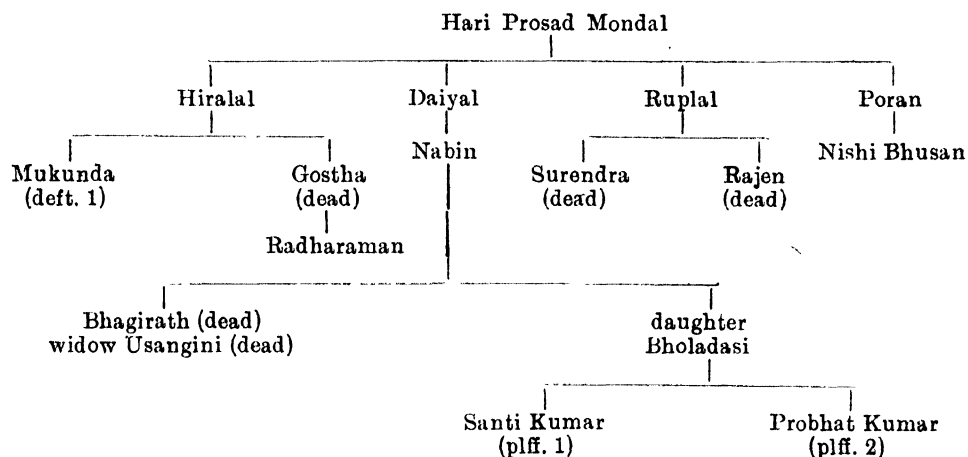 Hari Prosad Mondal
Hiralal Daiyal Ruplal Poran
Nabin Nishi Bhusan
Mukunda Gostha Surendra Rajen
(deft. 1) (dead) (dead) (dead)
Radharaman
Bhagirath (dead) daughter
widow Usangini (dead) Bholadasi
Santi Kumar Probhat Kumar
(plff. 1) (plff. 2)